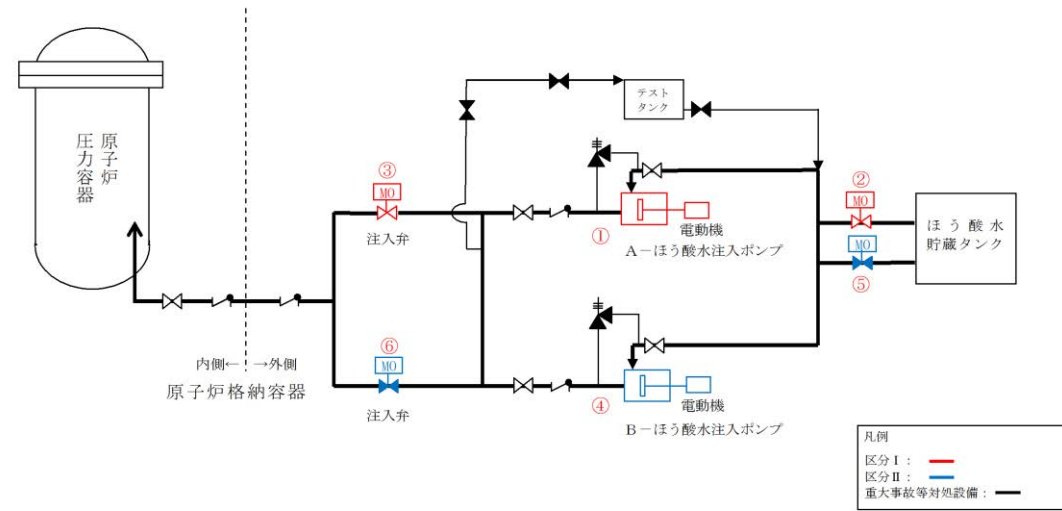 原子炉
圧力容器
内側←
→外側
原子炉格納容器
③
MO
注入弁
⑥
MO
注入弁
テスト
タンク
①
電動機
A-ほう酸水注入ポンプ
④
電動機
B-ほう酸水注入ポンプ
②
MO
MO
⑤
ほう酸水
貯蔵タンク
凡例
区分Ⅰ：
区分Ⅱ：
重大事故等対処設備：